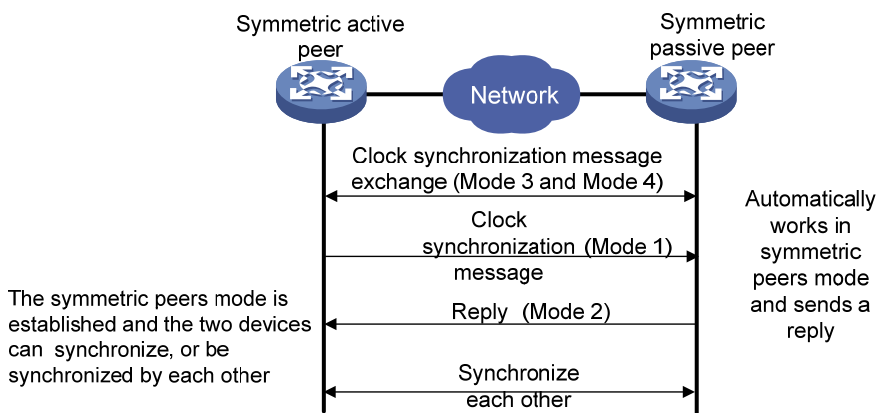 Symmetric active
peer
Symmetric
passive peer
Network
Clock synchronization message
exchange (Mode 3 and Mode 4)
Clock
synchronization (Mode 1)
message
Automatically
works in
symmetric
peers mode
and sends a
reply
The symmetric peers mode is
established and the two devices
can synchronize, or be
synchronized by each other
Reply (Mode 2)
Synchronize
each other